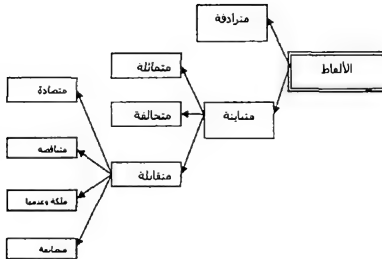 مترادفة
الألفاظ
متماثلة
متخالفة
متباينة
متقابلة
متضادة
متناقضة
ملكة وعدمها
متضايفة